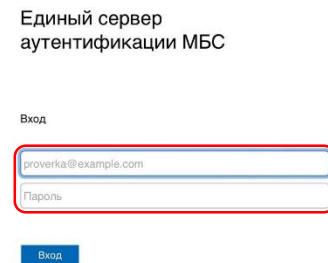 Единый сервер
аутентификации МБС
Вход
proverka@example.com
Пароль
Вход